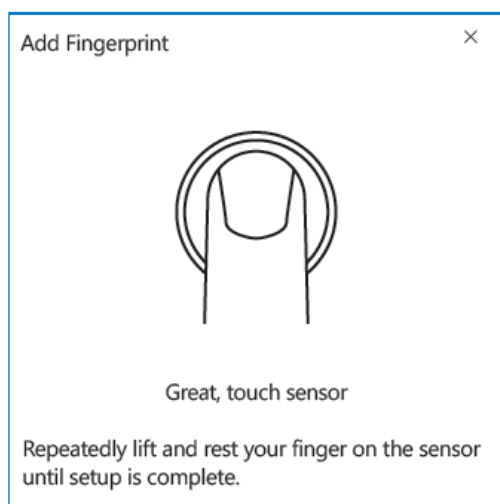 Add Fingerprint
Great, touch sensor
Repeatedly lift and rest your finger on the sensor
until setup is complete.